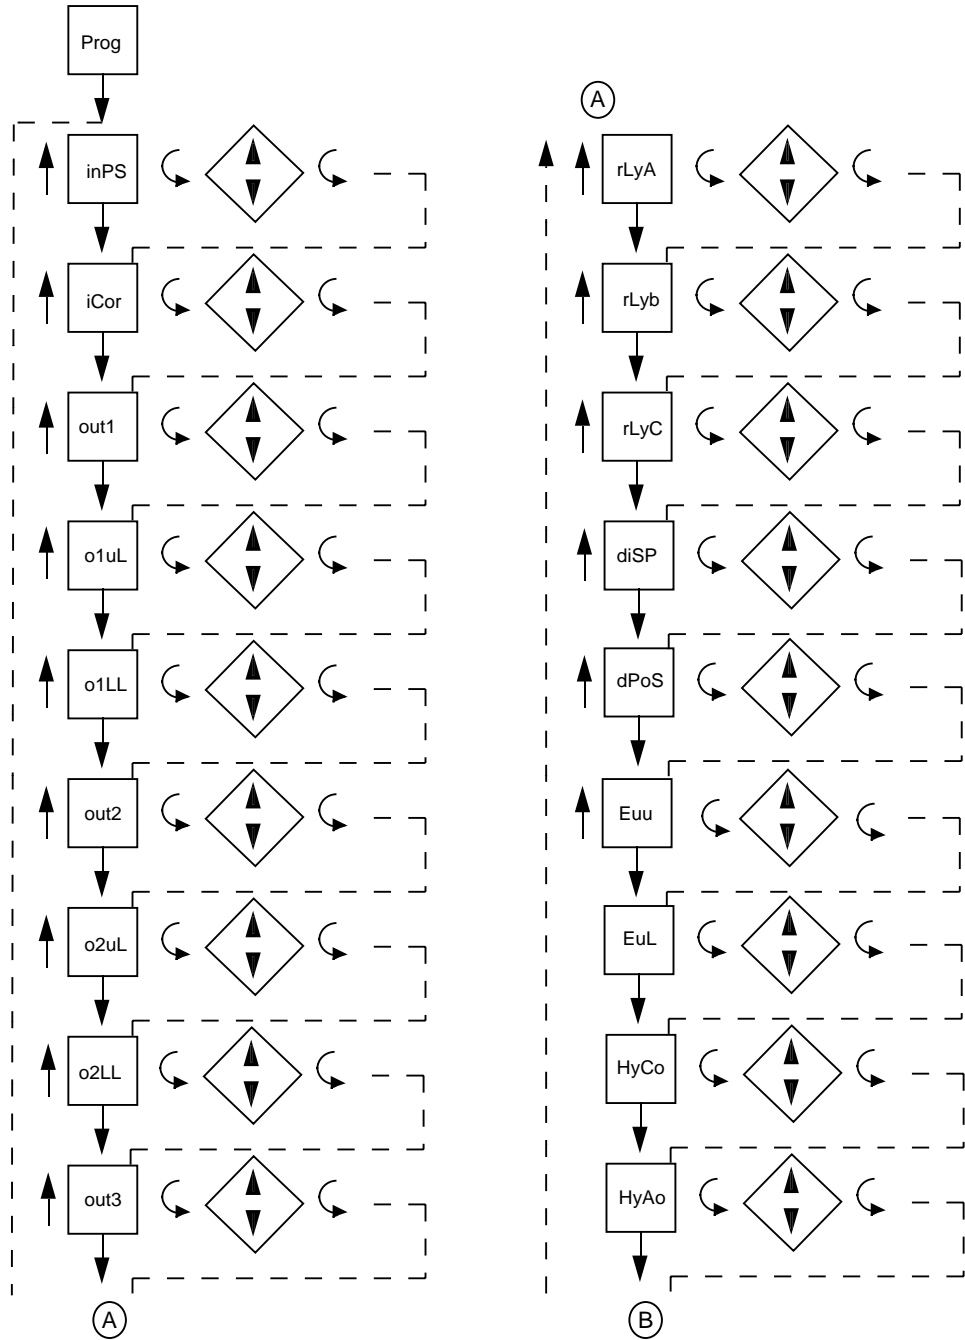 Prog
inPS
iCor
out1
o1uL
o1LL
out2
o2uL
o2LL
out3
A
A
rLyA
rLyb
rLyC
diSP
dPoS
Euu
EuL
HyCo
HyAo
B